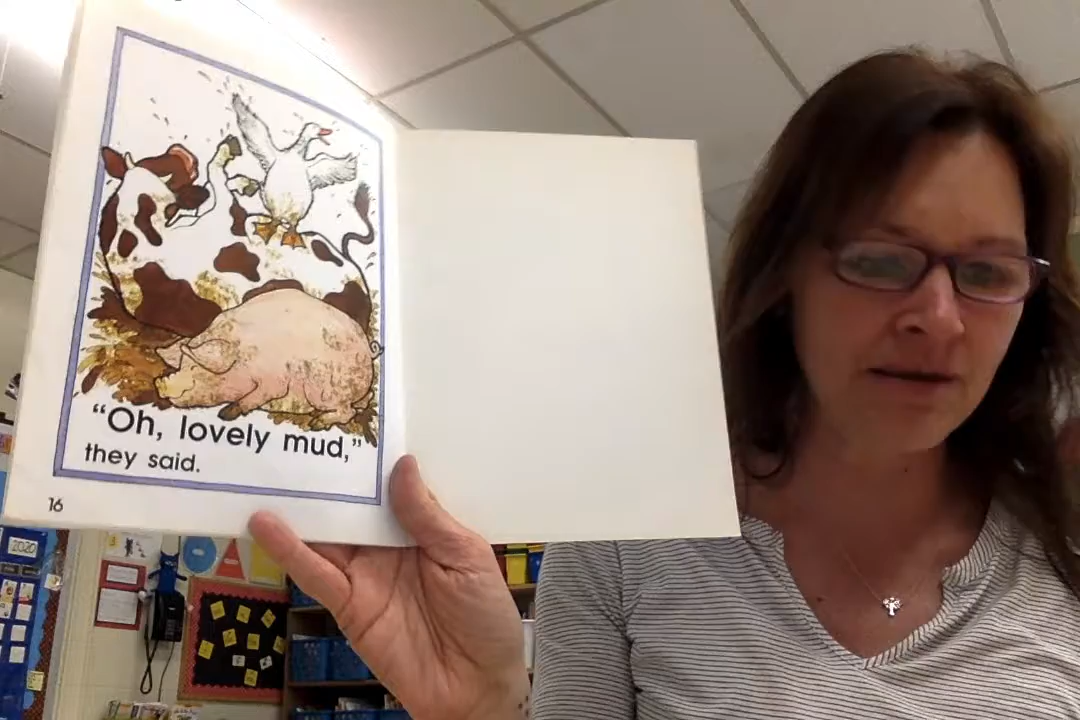 “Oh, lovely mud,”
they said.
16
2020